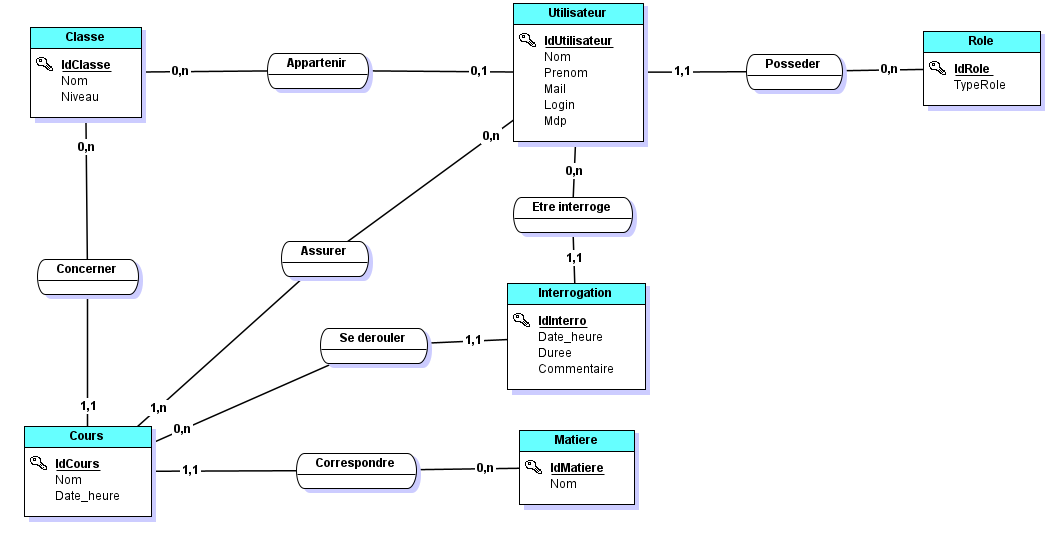 Classe
IdClasse
Nom
Niveau
0,n
Appartenir
0,1
Utilisateur
IdUtilisateur
Nom
Prenom
Mail
Login
Mdp
1,1
Posseder
0,n
Role
IdRole
TypeRole
0,n
0,n
0,n
Etre interroge
1,1
Concerner
Assurer
Interrogation
IdInterro
Date_heure
Duree
Commentaire
Se derouler
1,1
1,1
1,n
0,n
Cours
IdCours
Nom
Date_heure
1,1
Correspondre
0,n
Matiere
IdMatiere
Nom